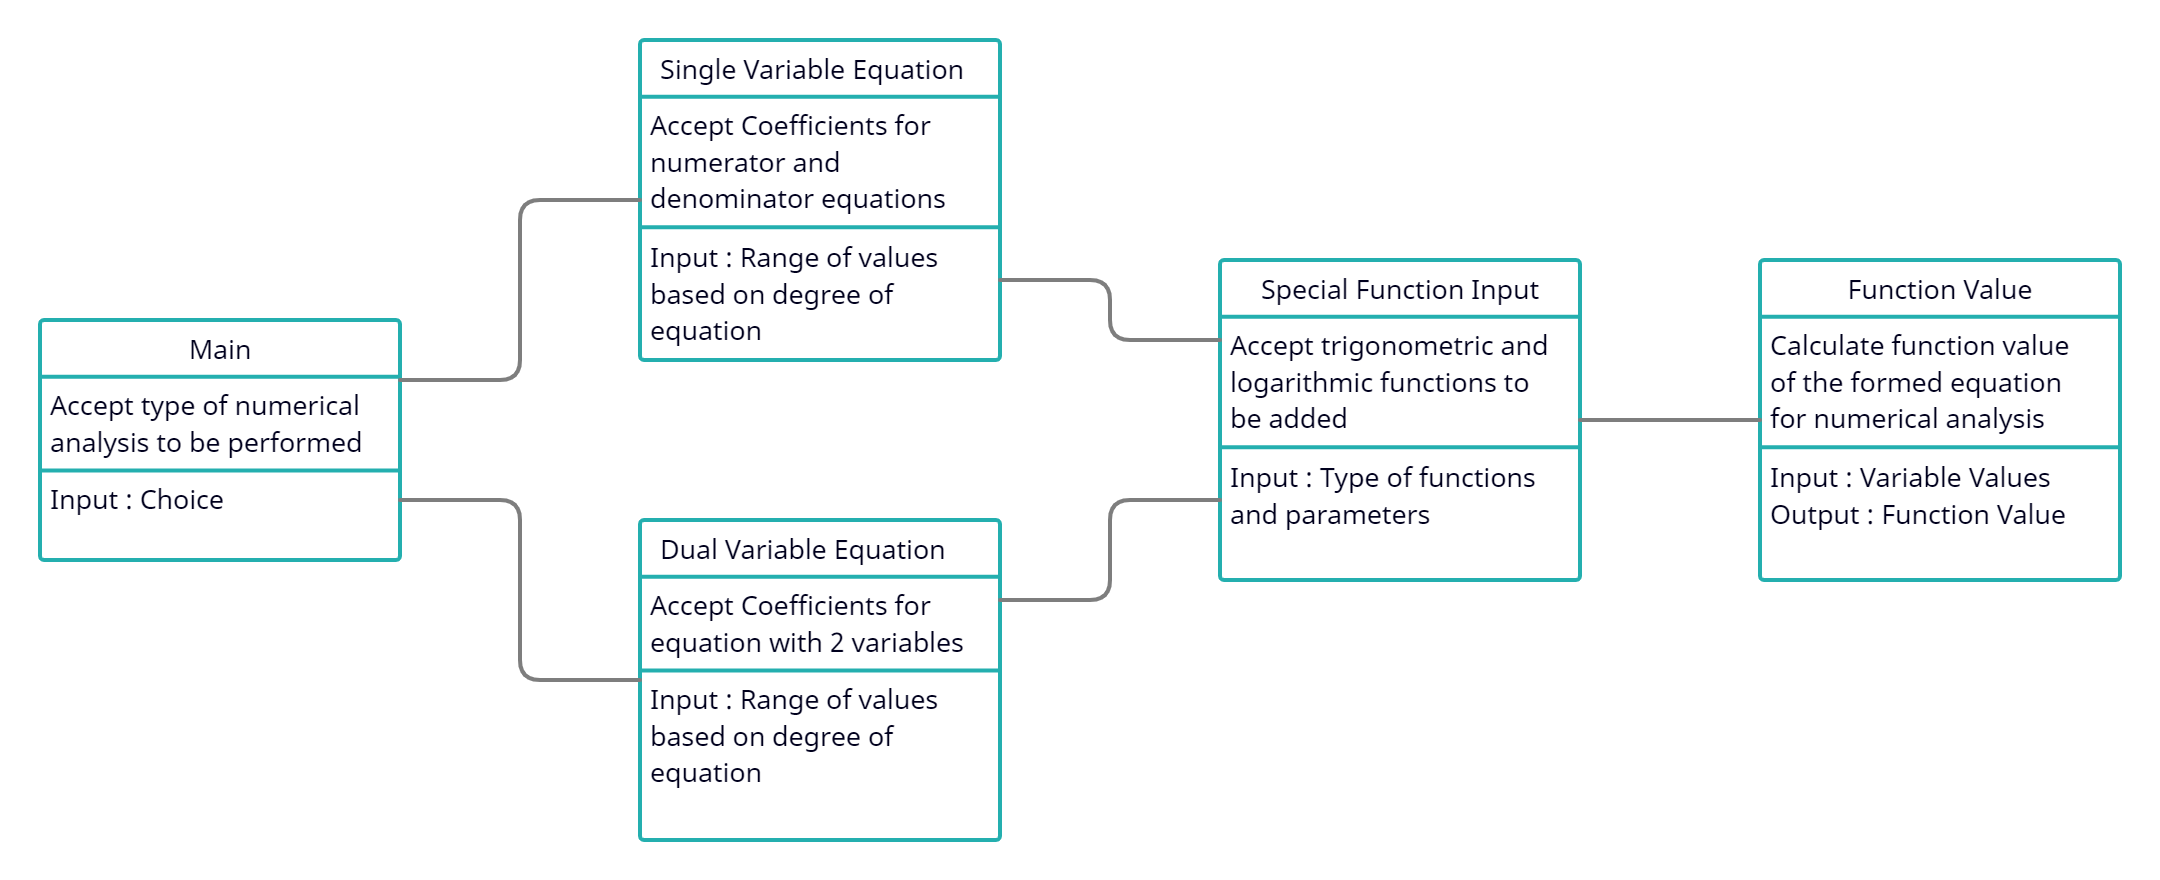 Single Variable Equation
Accept Coefficients for
numerator and
denominator equations
Input : Range of values
based on degree of
equation
Main
Accept type of numerical
analysis to be performed
Input : Choice
Dual Variable Equation
Accept Coefficients for
equation with 2 variables
Input : Range of values
based on degree of
equation
Special Function Input
Accept trigonometric and
logarithmic functions to
be added
Input : Type of functions
and parameters
Function Value
Calculate function value
of the formed equation
for numerical analysis
Input : Variable Values
Output : Function Value